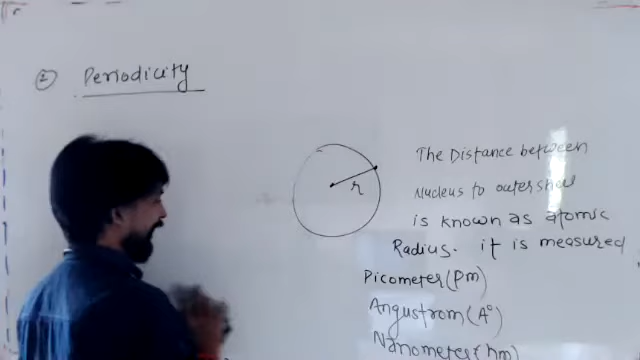 ② Periodicity
r
The Distance between
Nucleus to outer shell
is known as atomic
Radius. it is measured
Picometer (Pm)
Angustrom (A°)
Nanometer (nm)